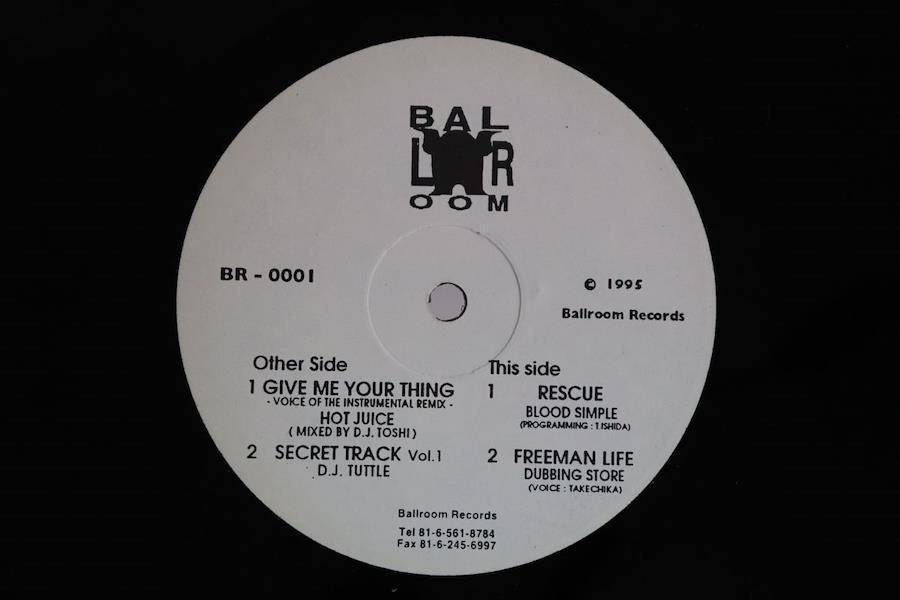 BAL
L R
OOM
BR - 0001
© 1995
Ballroom Records
Other Side
1 GIVE ME YOUR THING
- VOICE OF THE INSTRUMENTAL REMIX -
HOT JUICE
( MIXED BY D.J. TOSHI )
2 SECRET TRACK Vol.1
D.J. TUTTLE
This side
1 RESCUE
BLOOD SIMPLE
(PROGRAMMING : T.ISHIDA)
2 FREEMAN LIFE
DUBBING STORE
(VOICE : TAKECHIKA)
Ballroom Records
Tel 81-6-561-8784
Fax 81-6-245-6997